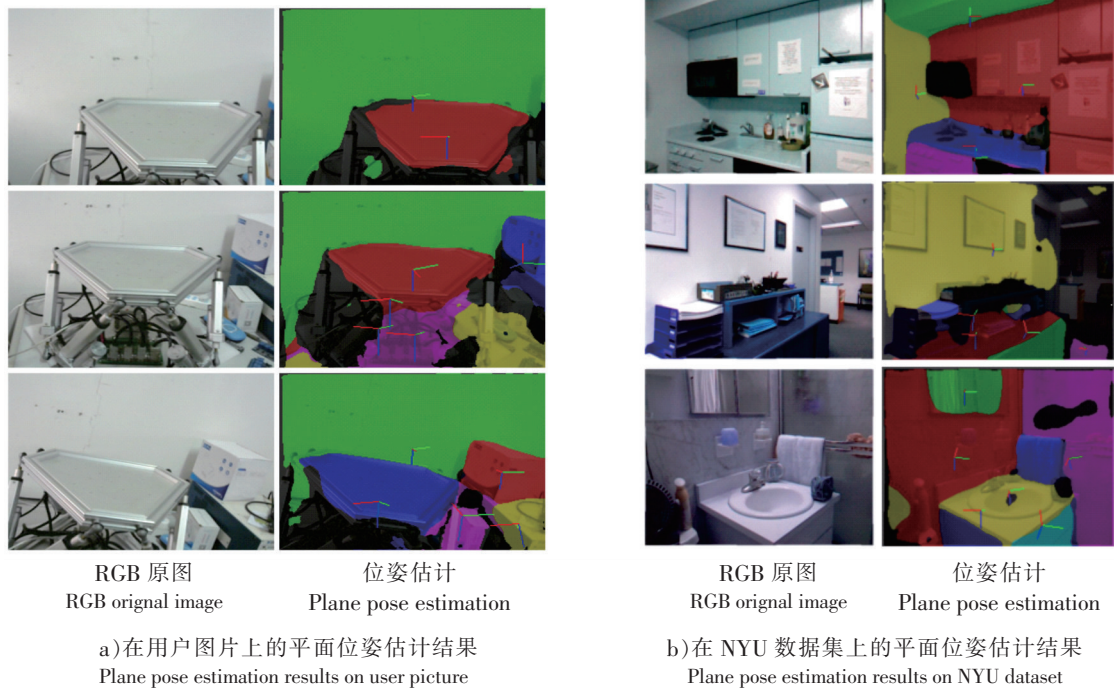 RGB 原图
RGB orignal image
位姿估计
Plane pose estimation
a)在用户图片上的平面位姿估计结果
Plane pose estimation results on user picture
RGB 原图
RGB orignal image
位姿估计
Plane pose estimation
b)在 NYU 数据集上的平面位姿估计结果
Plane pose estimation results on NYU dataset